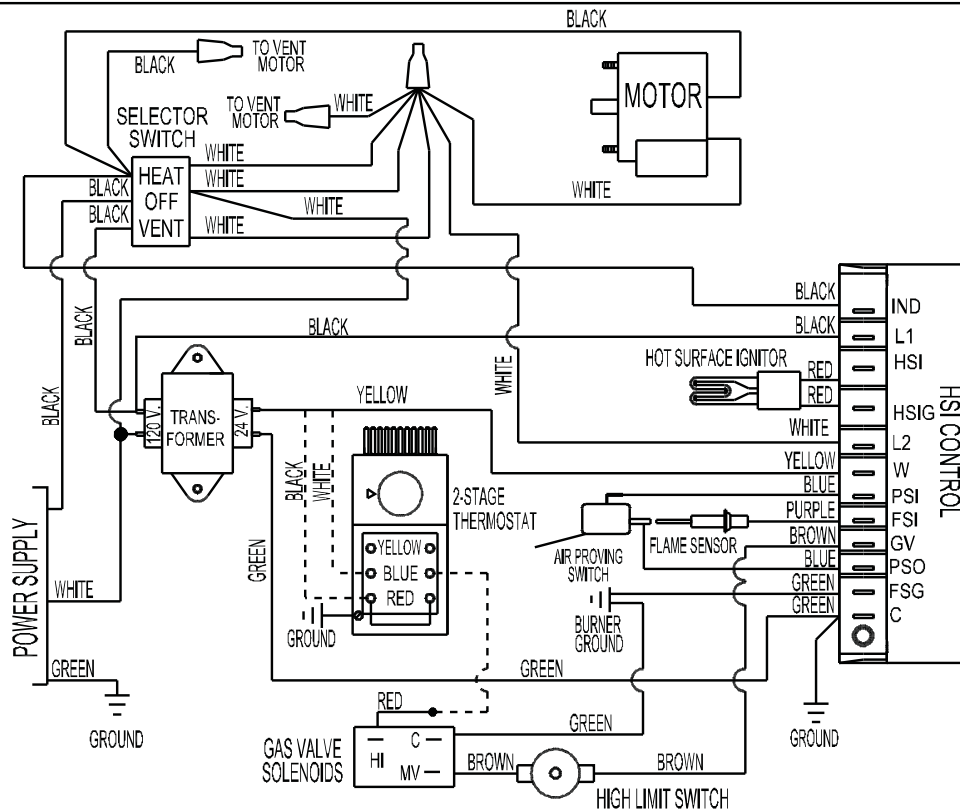 BLACK
BLACK
TO VENT
MOTOR
TO VENT
MOTOR
WHITE
MOTOR
SELECTOR
SWITCH
WHITE
WHITE
WHITE
WHITE
WHITE
BLACK
BLACK
HEAT
OFF
VENT
BLACK
BLACK
BLACK
BLACK
BLACK
WHITE
IND
L1
HSI
HSIG
L2
W
PSI
FSI
GV
PSO
FSG
C
HSI CONTROL
HOT SURFACE IGNITOR
RED
RED
WHITE
YELLOW
BLUE
PURPLE
BROWN
BLUE
GREEN
GREEN
YELLOW
120 V.
TRANS-
FORMER
24 V.
BLACK
WHITE
2-STAGE
THERMOSTAT
YELLOW
BLUE
RED
GROUND
GREEN
AIR PROVING
SWITCH
FLAME SENSOR
BURNER
GROUND
POWER SUPPLY
WHITE
GREEN
GROUND
GREEN
GREEN
GROUND
RED
GAS VALVE
SOLENOIDS
HI
C
MV
BROWN
BROWN
HIGH LIMIT SWITCH